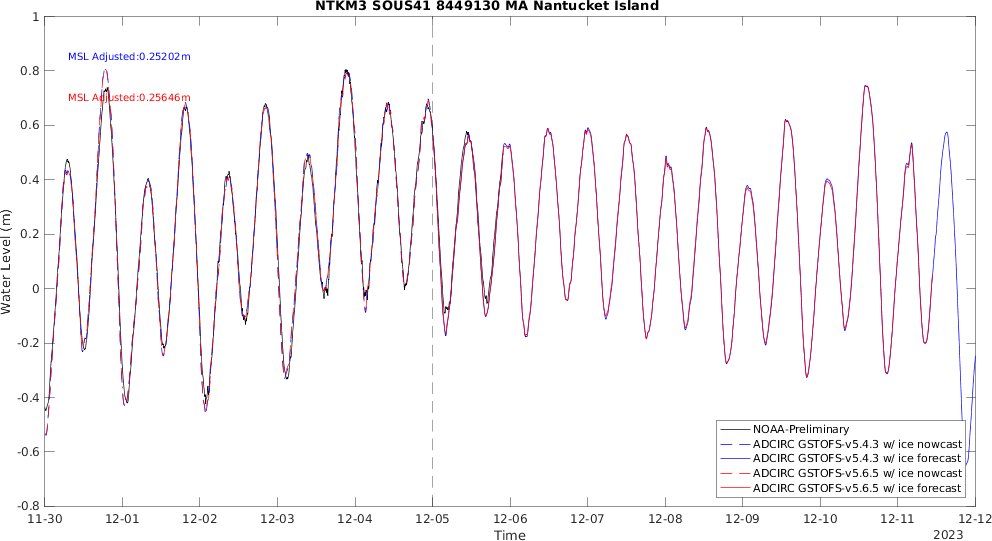 NTKM3 SOUS41 8449130 MA Nantucket Island
1
0.8
0.6
0.4
0.2
0
-0.2
-0.4
-0.6
-0.8
Water Level (m)
MSL Adjusted:0.25202m
MSL Adjusted:0.25646m
NOAA-Preliminary
ADCIRC GSTOFS-v5.4.3 w/ ice nowcast
ADCIRC GSTOFS-v5.4.3 w/ ice forecast
ADCIRC GSTOFS-v5.6.5 w/ ice nowcast
ADCIRC GSTOFS-v5.6.5 w/ ice forecast
11-30 12-01 12-02 12-03 12-04 12-05 12-06 12-07 12-08 12-09 12-10 12-11 12-12
Time
2023